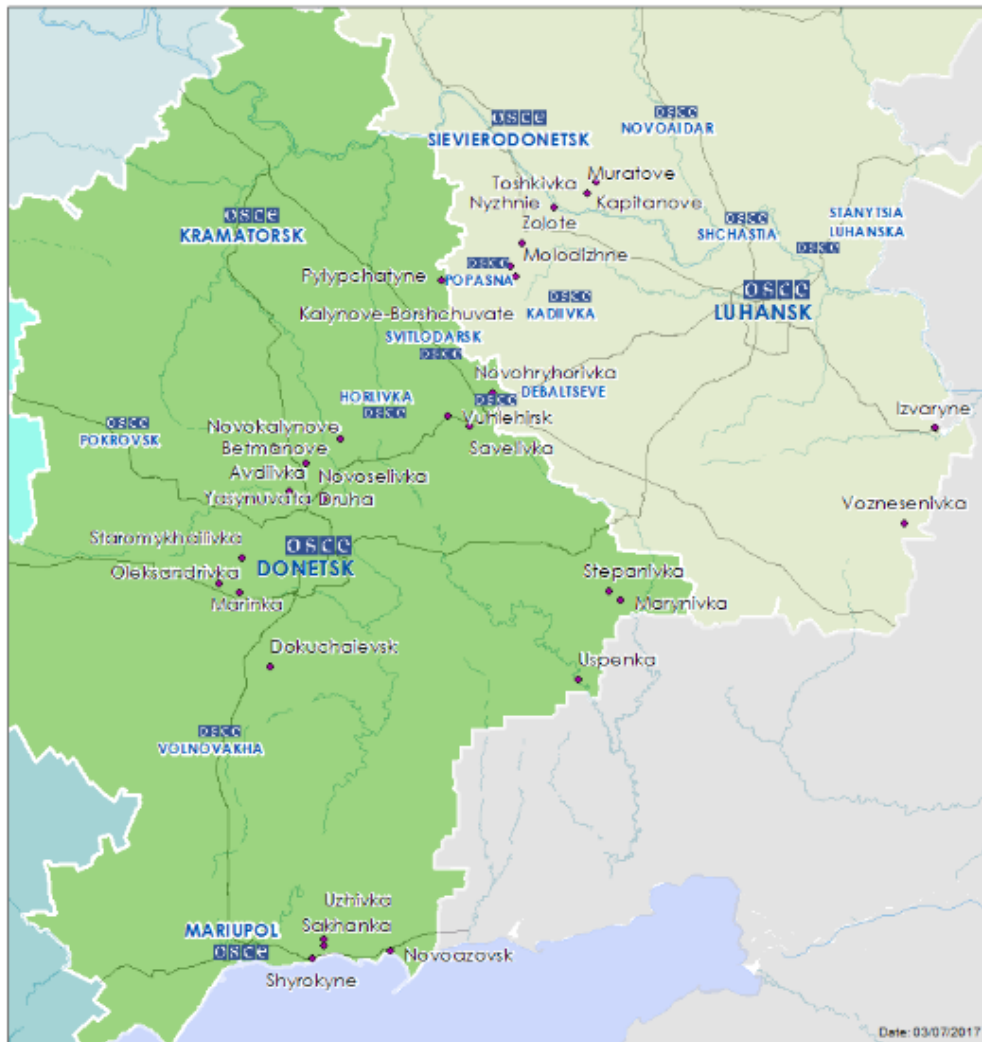 osce
SIEVIERODONETSK
osce
NOVOAIDAR
Muratove
Toshkivka
Kapitanove
Nyzhnie
Zolote
osce
KRAMATORSK
osce
SHCHASTIA
STANYTSIA
LUHANSKA
osce
Molodizhne
osce
POPASNA
Pylypchatyne
osce
LUHANSK
osce
KADIIVKA
Kalynove-Borshchuvate
SVITLODARSK
osce
Novohryhorivka
DEBALTSEVE
osce
HORLIVKA
osce
Vuhlehirsk
Savelivka
Izvaryne
osce
POKROVSK
Novokalynove
Betmanove
Avdiivka
Novoselivka
Yasynuvata
Druha
Voznesenivka
Staromykhailivka
osce
DONETSK
Oleksandrivka
Marinka
Stepanivka
Marynivka
Dokuchaievsk
Uspenka
osce
VOLNOVAKHA
Uzhivka
Sakhanka
MARIUPOL
osce
Novoazovsk
Shyrokyne
Date: 03/07/2017